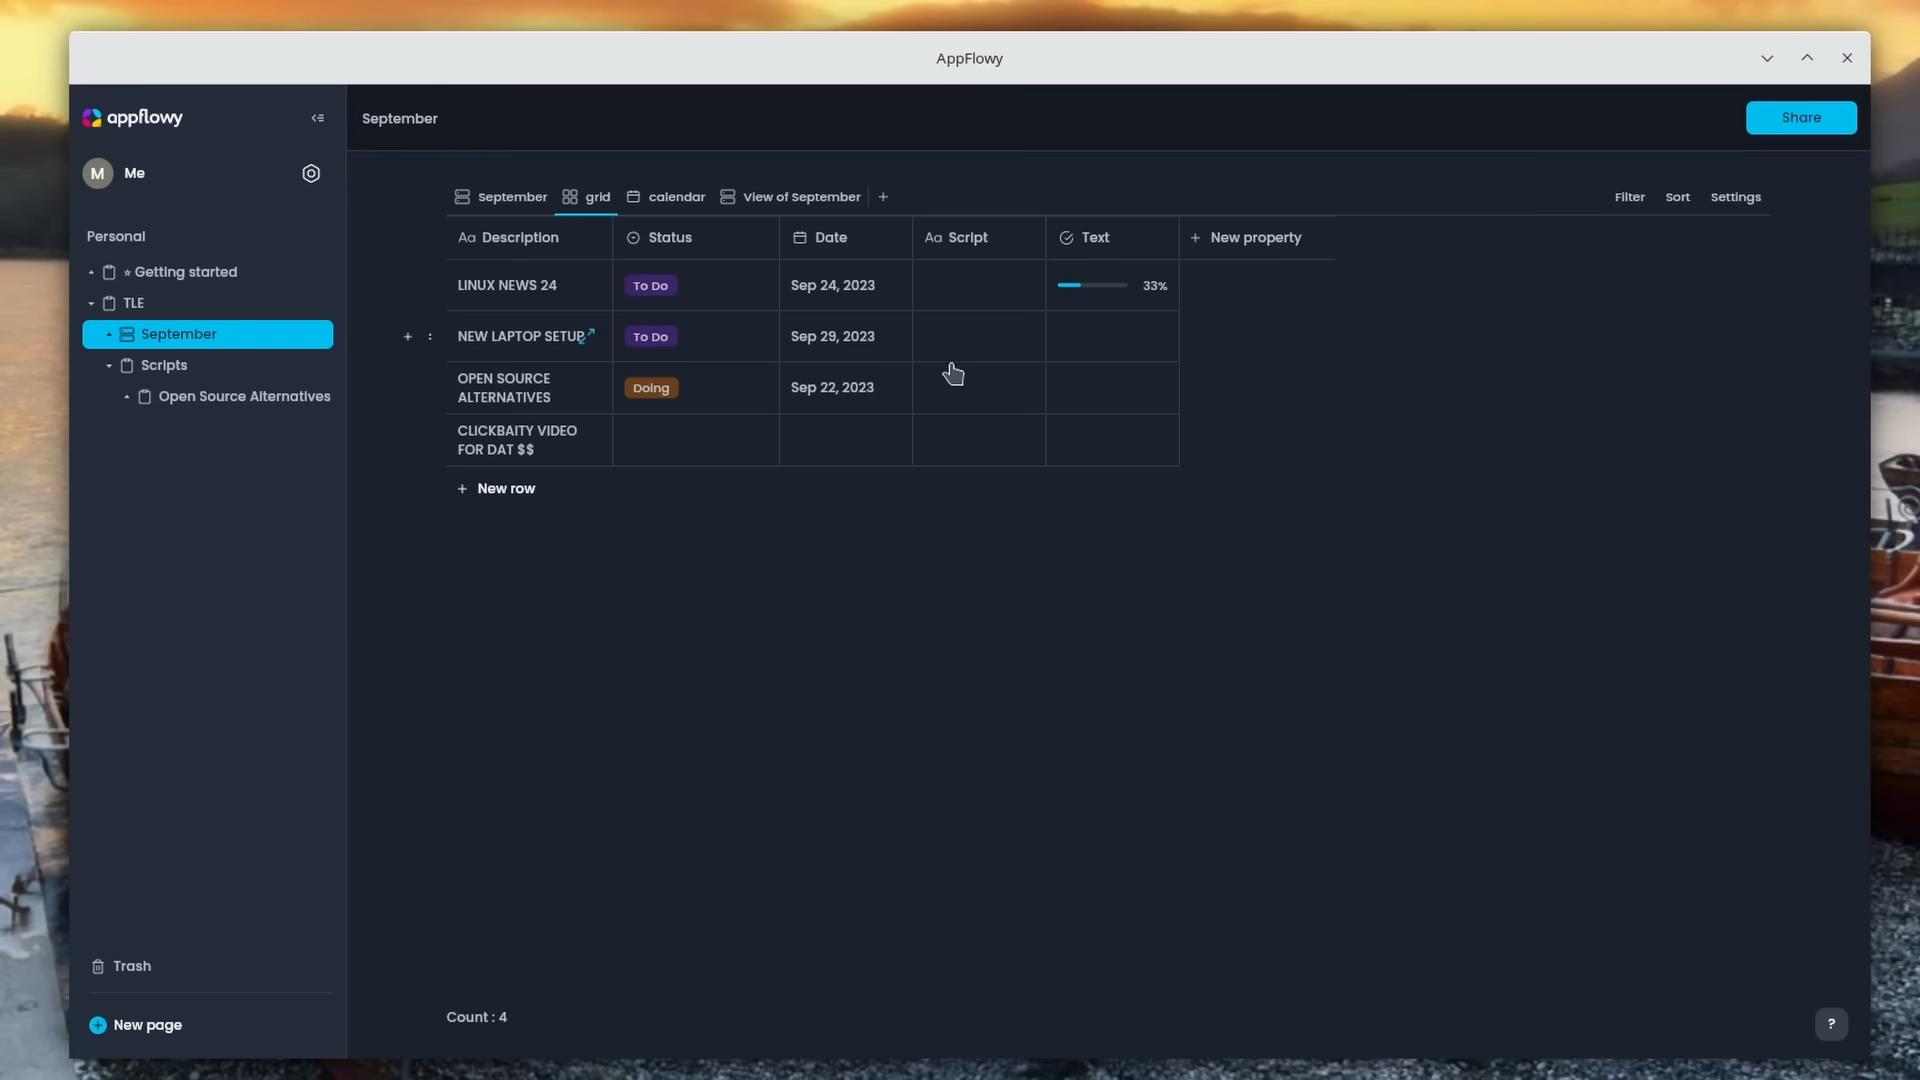 AppFlowy
appflowy
September
Share
M Me
September grid calendar View of September
Filter Sort Settings
Personal
Aa Description Status Date Aa Script Text + New property
Getting started
LINUX NEWS 24 To Do Sep 24, 2023 33%
TLE
September
NEW LAPTOP SETUP To Do Sep 29, 2023
Scripts
OPEN SOURCE
ALTERNATIVES
Doing Sep 22, 2023
Open Source Alternatives
CLICKBAITY VIDEO
FOR DAT $$
+ New row
Trash
Count : 4
New page
?